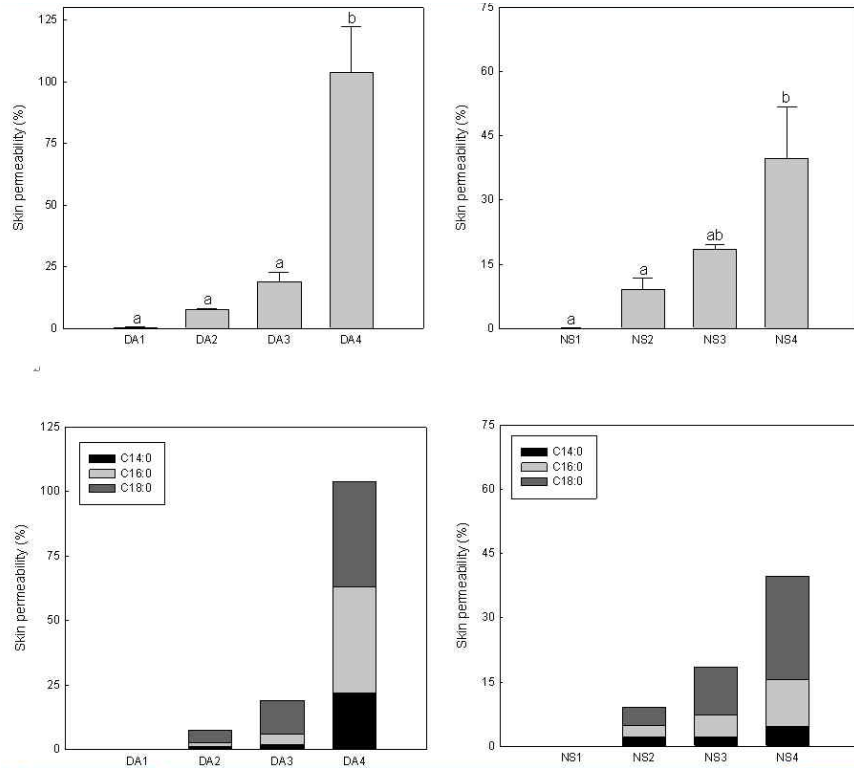 125
100
75
50
25
0
Skin permeability (%)
a
a
a
b
DA1 DA2 DA3 DA4
75
60
45
30
15
0
Skin permeability (%)
a
a
ab
b
NS1 NS2 NS3 NS4
125
100
75
50
25
0
Skin permeability (%)
C14:0
C16:0
C18:0
DA1 DA2 DA3 DA4
75
60
45
30
15
0
Skin permeability (%)
C14:0
C16:0
C18:0
NS1 NS2 NS3 NS4